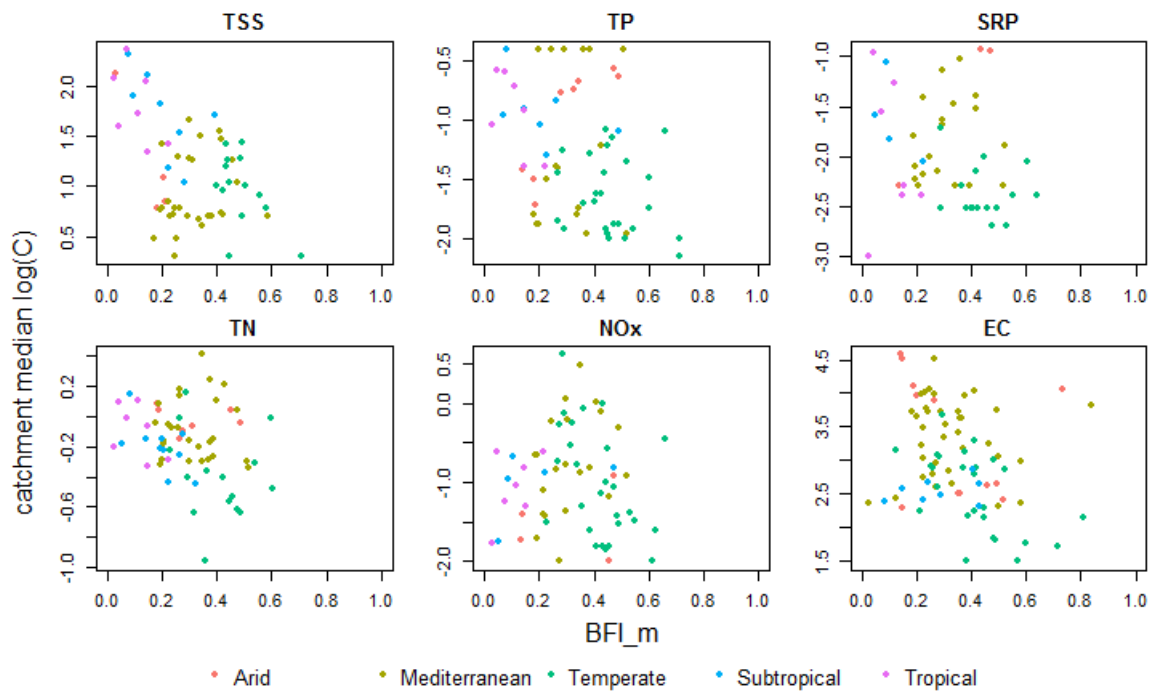 TSS TP SRP
2.0 1.5 1.0 0.5
-0.5 -1.0 -1.5 -2.0
-1.0 -1.5 -2.0 -2.5 -3.0
0.0 0.2 0.4 0.6 0.8 1.0 0.0 0.2 0.4 0.6 0.8 1.0 0.0 0.2 0.4 0.6 0.8 1.0
catchment median log(C)
TN NOx EC
0.2 -0.2 -0.6 -1.0
0.5 0.0 -1.0 -2.0
4.5 3.5 2.5 1.5
0.0 0.2 0.4 0.6 0.8 1.0 0.0 0.2 0.4 0.6 0.8 1.0 0.0 0.2 0.4 0.6 0.8 1.0
BFI_m
Arid Mediterranean Temperate Subtropical Tropical